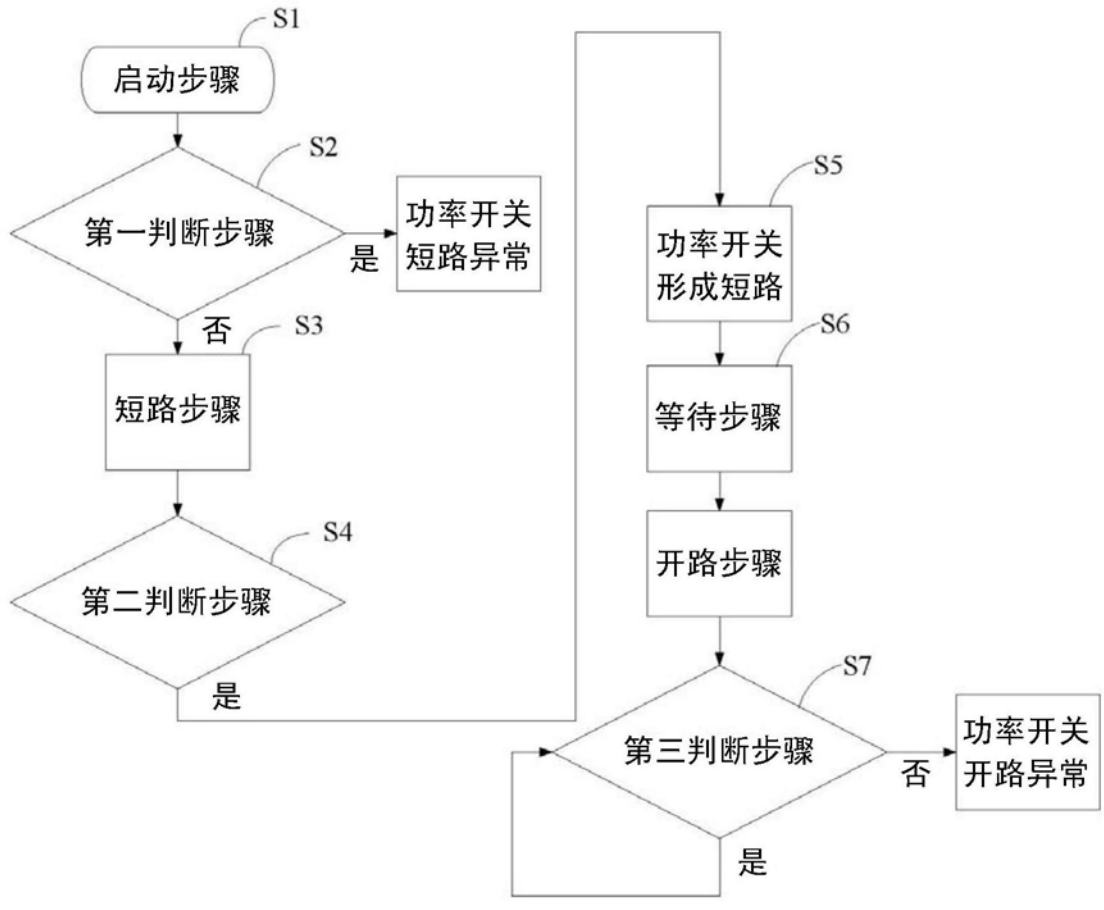 S1
启动步骤
S2
第一判断步骤
是
功率开关
短路异常
否
S3
短路步骤
S4
第二判断步骤
是
S5
功率开关
形成短路
S6
等待步骤
开路步骤
S7
第三判断步骤
否
功率开关
开路异常
是